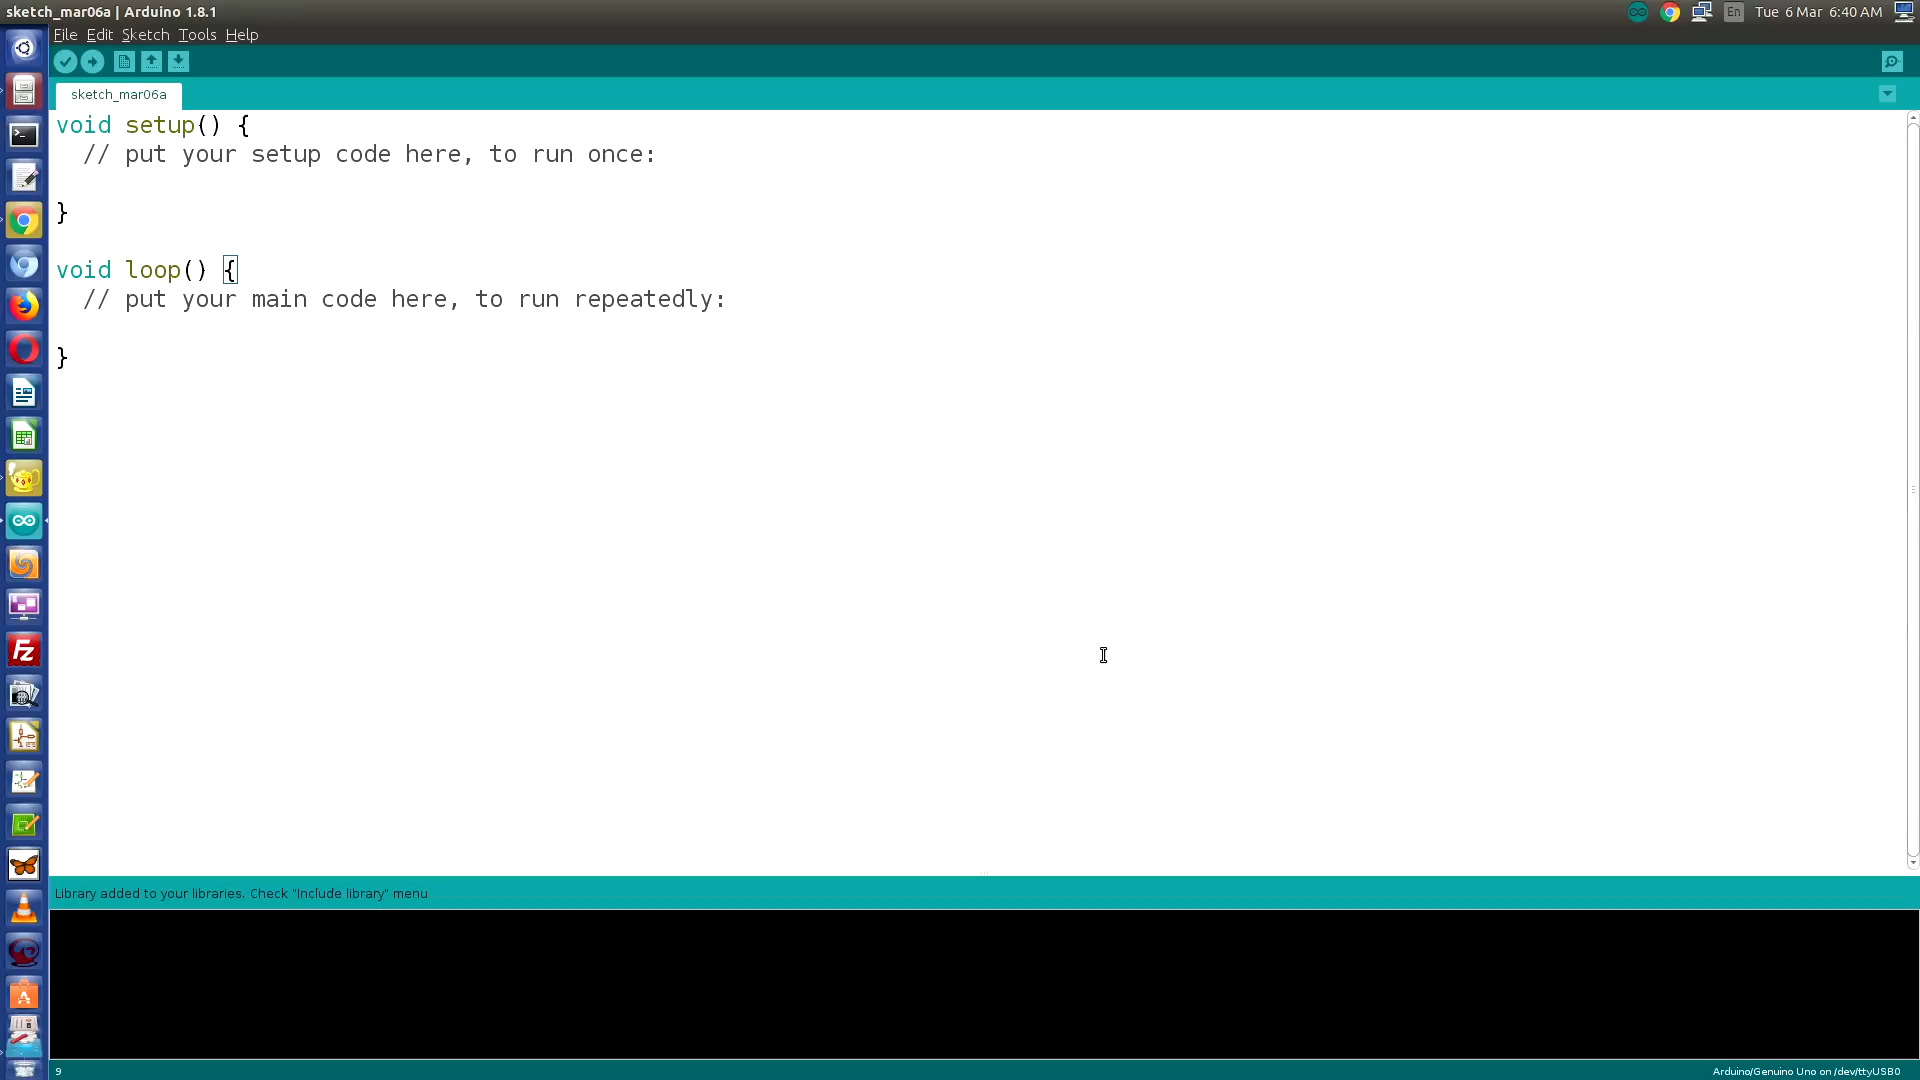 sketch_mar06a | Arduino 1.8.1
En
Tue 6 Mar 6:40 AM
File Edit Sketch Tools Help
sketch_mar06a
void setup() {
// put your setup code here, to run once:
}
void loop() {
// put your main code here, to run repeatedly:
}
Fz
Library added to your libraries. Check "Include library" menu
9
Arduino/Genuino Uno on /dev/ttyUSB0